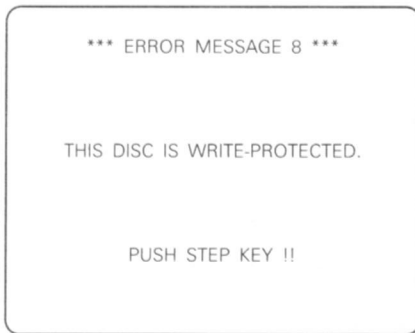 *** ERROR MESSAGE 8 ***
THIS DISC IS WRITE-PROTECTED.
PUSH STEP KEY !!